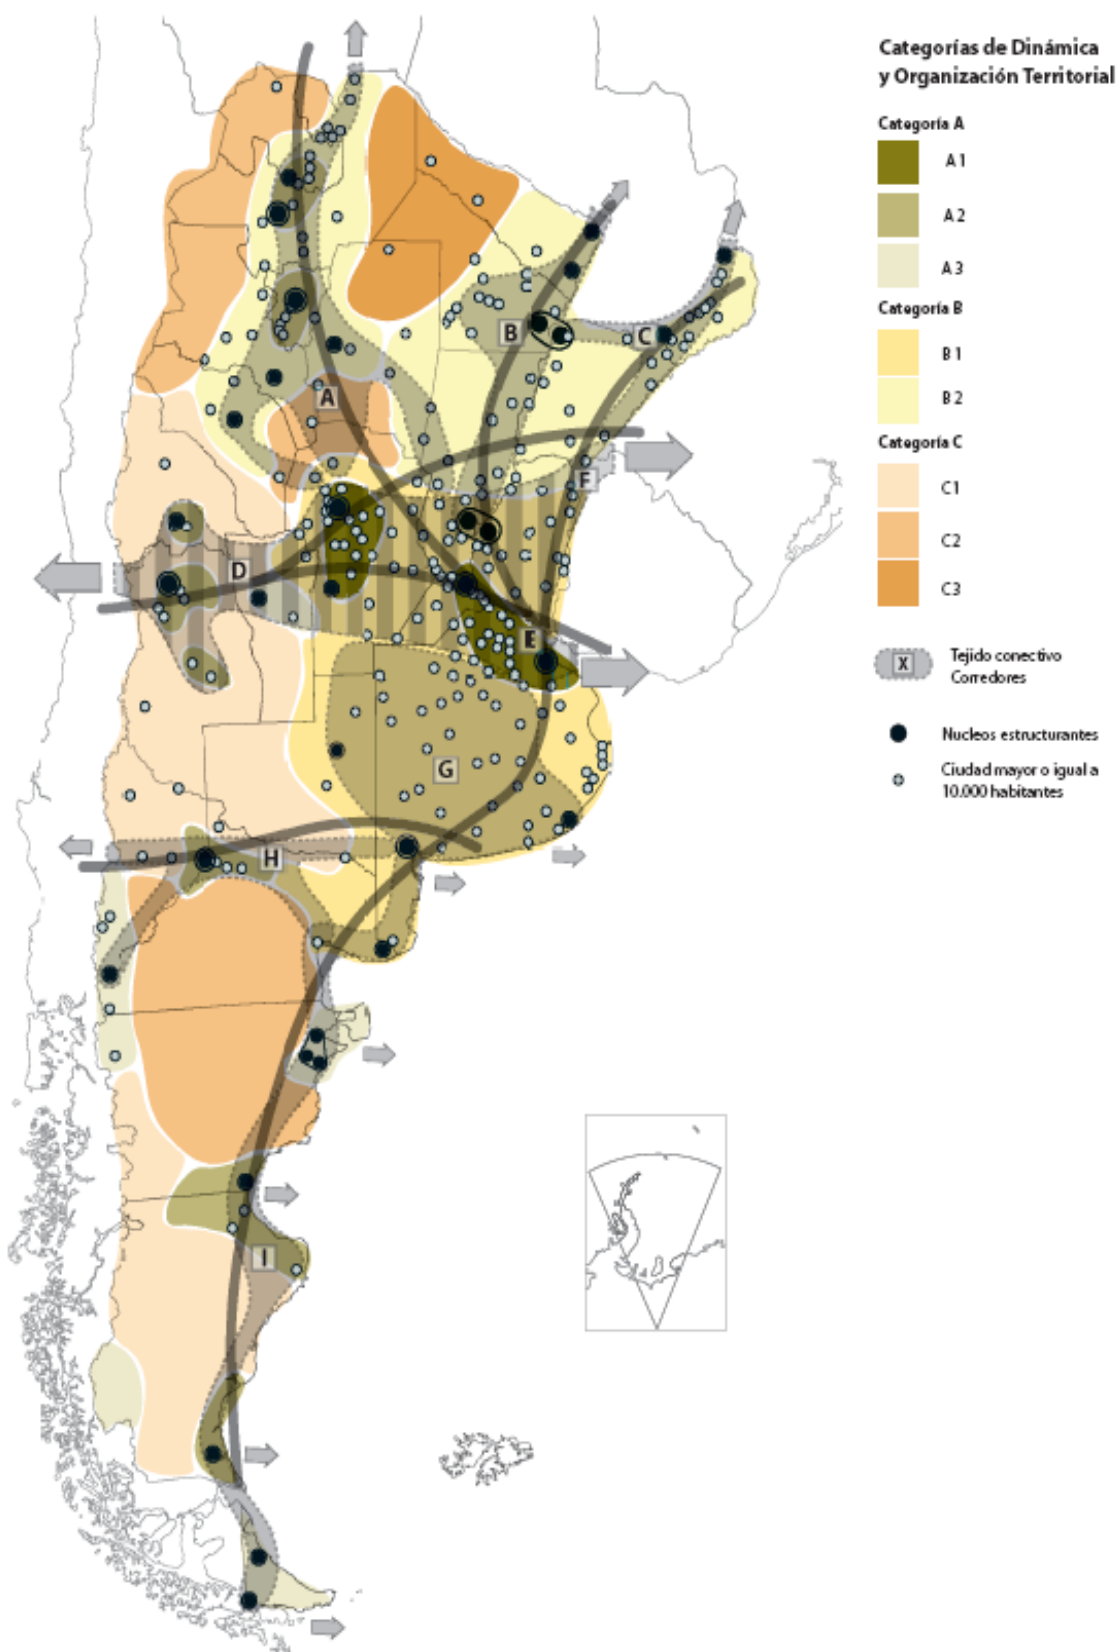 Categorías de Dinámica
y Organización Territorial
Categoría A
A 1
A 2
A 3
Categoría B
B 1
B 2
Categoría C
C1
C2
C3
X
Tejido conectivo
Corredores
Nucleos estructurantes
Ciudad mayor o igual a
10.000 habitantes
B
C
A
F
D
E
G
H
I